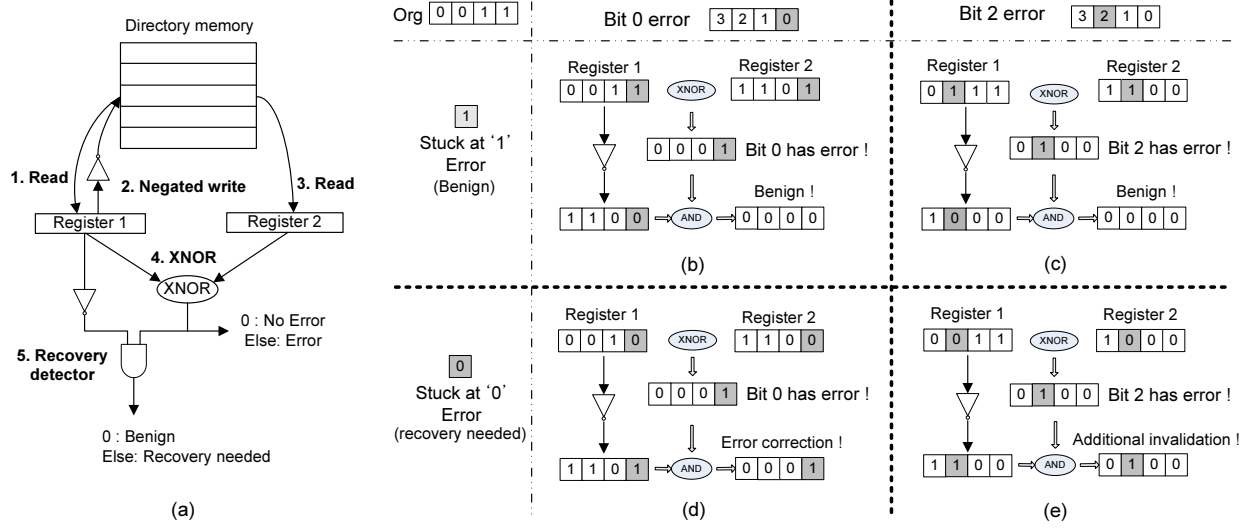 Directory memory
1. Read
2. Negated write
3. Read
Register 1
Register 2
4. XNOR
XNOR
0 : No Error
Else: Error
5. Recovery
detector
0 : Benign
Else: Recovery needed
(a)
Org 0 0 1 1
Bit 0 error 3 2 1 0
Bit 2 error 3 2 1 0
1
Stuck at ‘1’
Error
(Benign)
Register 1 Register 2
0 0 1 1 XNOR 1 1 0 1
0 0 0 1 Bit 0 has error !
Benign !
1 1 0 0 AND 0 0 0 0
(b)
Register 1 Register 2
0 1 1 1 XNOR 1 1 0 0
0 1 0 0 Bit 2 has error !
Benign !
1 0 0 0 AND 0 0 0 0
(c)
0
Stuck at ‘0’
Error
(recovery needed)
Register 1 Register 2
0 0 1 0 XNOR 1 1 0 0
0 0 0 1 Bit 0 has error !
Error correction !
1 1 0 1 AND 0 0 0 1
(d)
Register 1 Register 2
0 0 1 1 XNOR 1 0 0 0
0 1 0 0 Bit 2 has error !
Additional invalidation !
1 1 0 0 AND 0 1 0 0
(e)